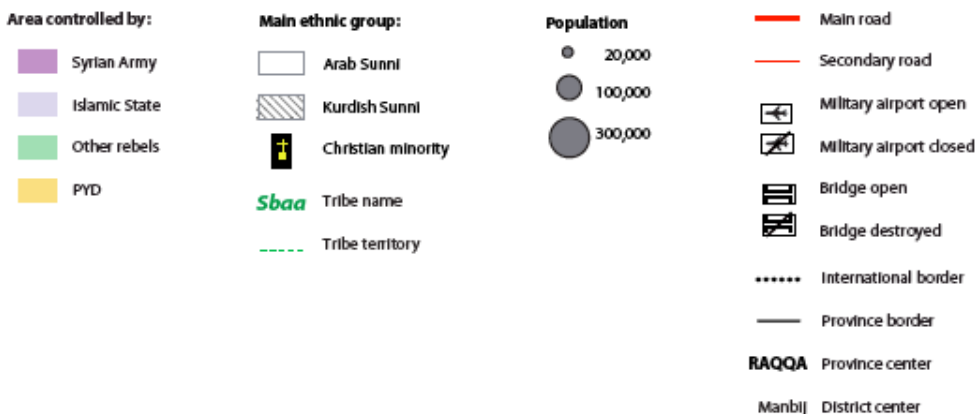 Area controlled by:
Syrian Army
Islamic State
Other rebels
PYD
Main ethnic group:
Arab Sunni
Kurdish Sunni
Christian minority
Sbaa Tribe name
Tribe territory
Population
20,000
100,000
300,000
Main road
Secondary road
Military airport open
Military airport closed
Bridge open
Bridge destroyed
International border
Province border
RAQQA Province center
Manbij District center